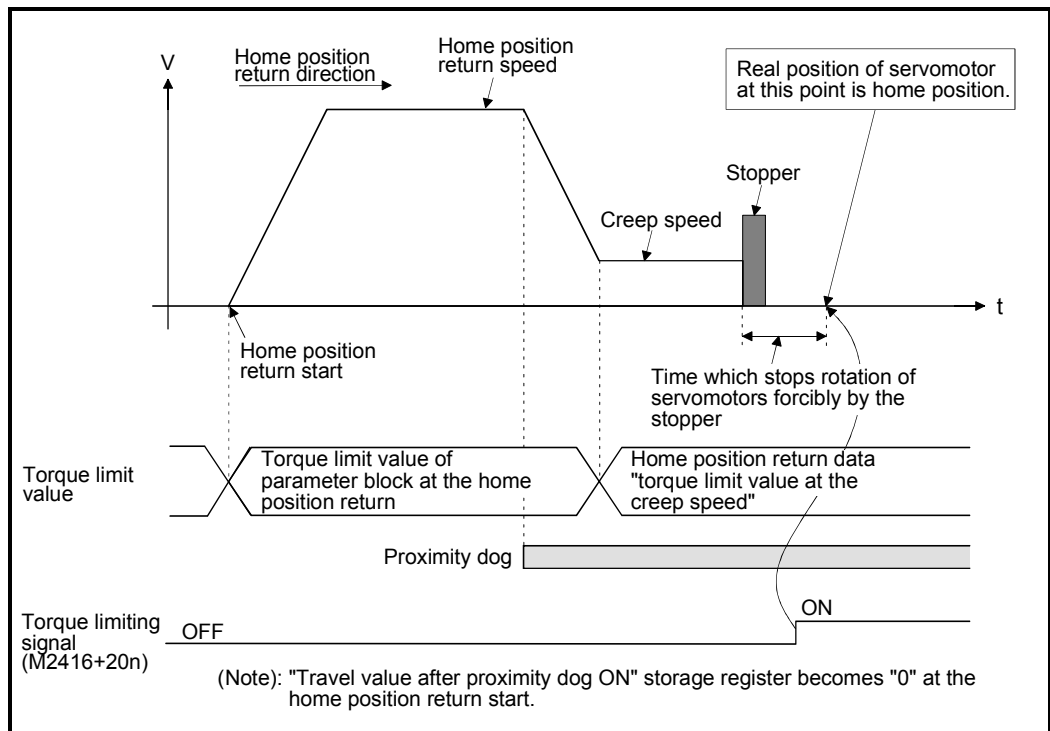 Home position
return direction
Home position
return speed
V
Real position of servomotor
at this point is home position.
Stopper
Creep speed
t
Home position
return start
Time which stops rotation of
servomotors forcibly by the
stopper
Torque limit
value
Torque limit value of
parameter block at the home
position return
Home position return data
"torque limit value at the
creep speed"
Proximity dog
Torque limiting
signal
(M2416+20n)
OFF
ON
(Note): "Travel value after proximity dog ON" storage register becomes "0" at the
home position return start.